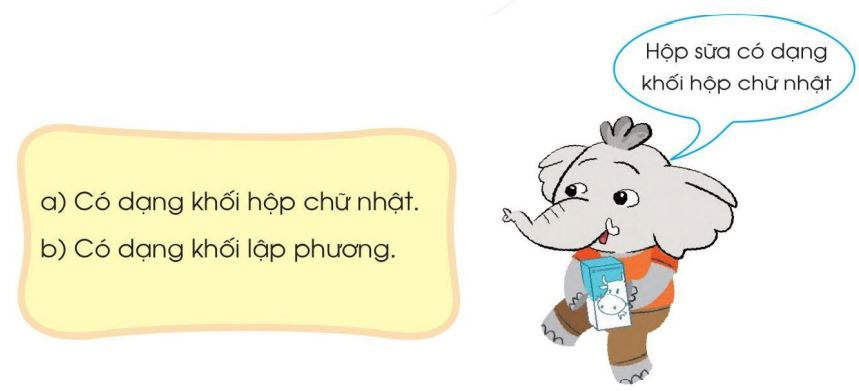 Hộp sữa có dạng
khối hộp chữ nhật
a) Có dạng khối hộp chữ nhật.
b) Có dạng khối lập phương.